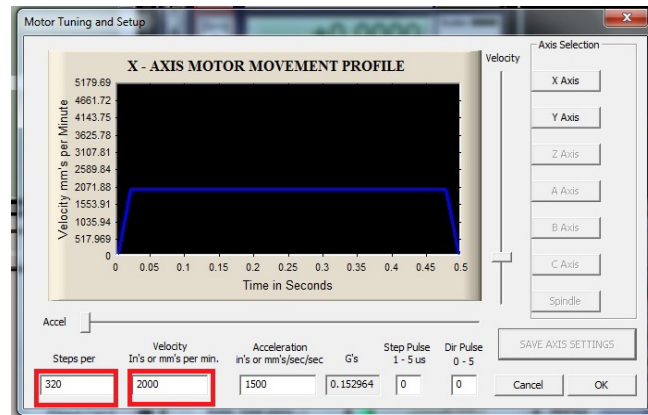 Motor Tuning and Setup
X - AXIS MOTOR MOVEMENT PROFILE
Velocity mm's per Minute
5179.69
4661.72
4143.75
3625.78
3107.81
2589.84
2071.88
1553.91
1035.94
517.969
0
0 0.05 0.1 0.15 0.2 0.25 0.3 0.35 0.4 0.45 0.5
Time in Seconds
Velocity
Axis Selection
X Axis
Y Axis
Z Axis
A Axis
B Axis
C Axis
Spindle
Accel
Steps per
Velocity
In's or mm's per min.
Acceleration
in's or mm's/sec/sec
G's
Step Pulse
1 - 5 us
Dir Pulse
0 - 5
320
2000
1500
0.152964
0
0
SAVE AXIS SETTINGS
Cancel
OK